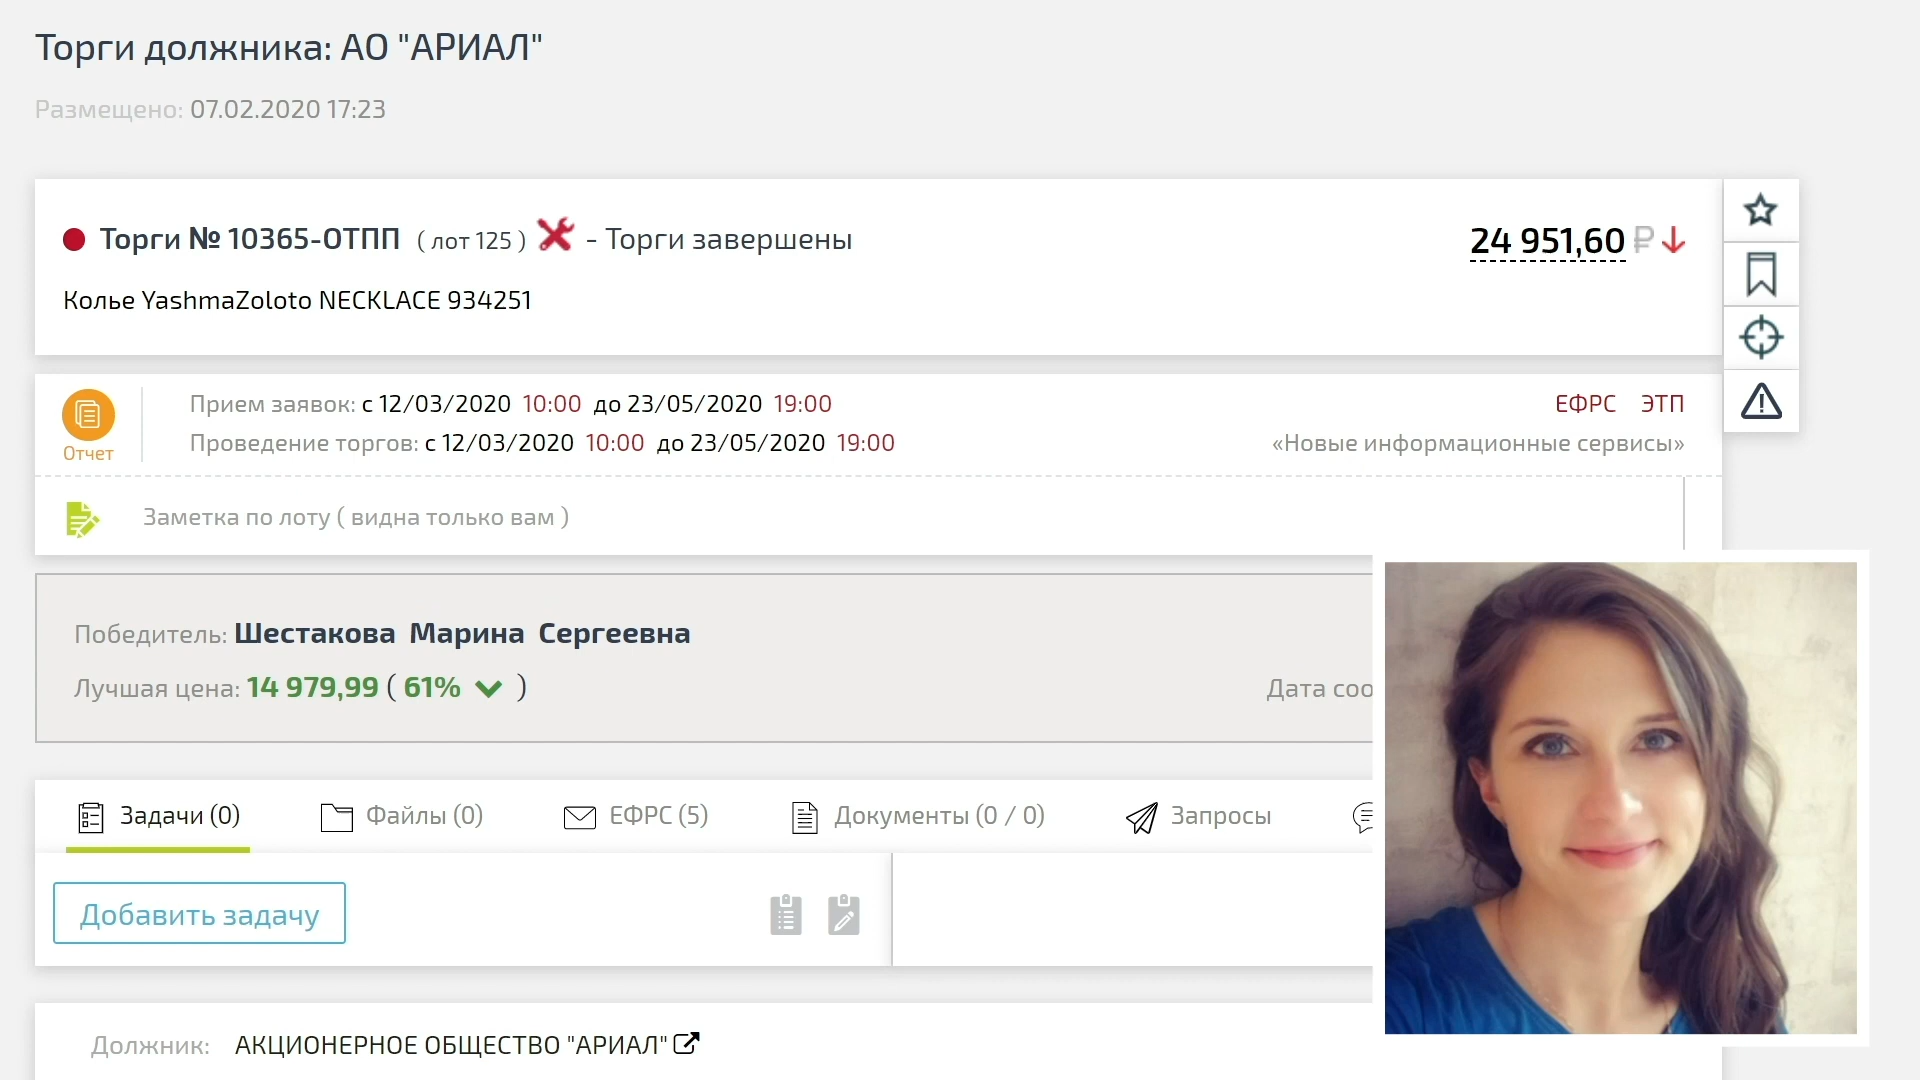 Торги должника: АО "АРИАЛ"
Размещено: 07.02.2020 17:23
Торги № 10365-ОТПП ( лот 125 ) - Торги завершены
24 951,60 ₽
Колье YashmaZoloto NECKLACE 934251
Отчет
Прием заявок: с 12/03/2020 10:00 до 23/05/2020 19:00
ЕФРС ЭТП
Проведение торгов: с 12/03/2020 10:00 до 23/05/2020 19:00
«Новые информационные сервисы»
Заметка по лоту ( видна только вам )
Победитель: Шестакова Марина Сергеевна
Лучшая цена: 14 979,99 ( 61% )
Дата соо
Задачи (0) Файлы (0) ЕФРС (5) Документы (0 / 0) Запросы
Добавить задачу
Должник: АКЦИОНЕРНОЕ ОБЩЕСТВО "АРИАЛ"